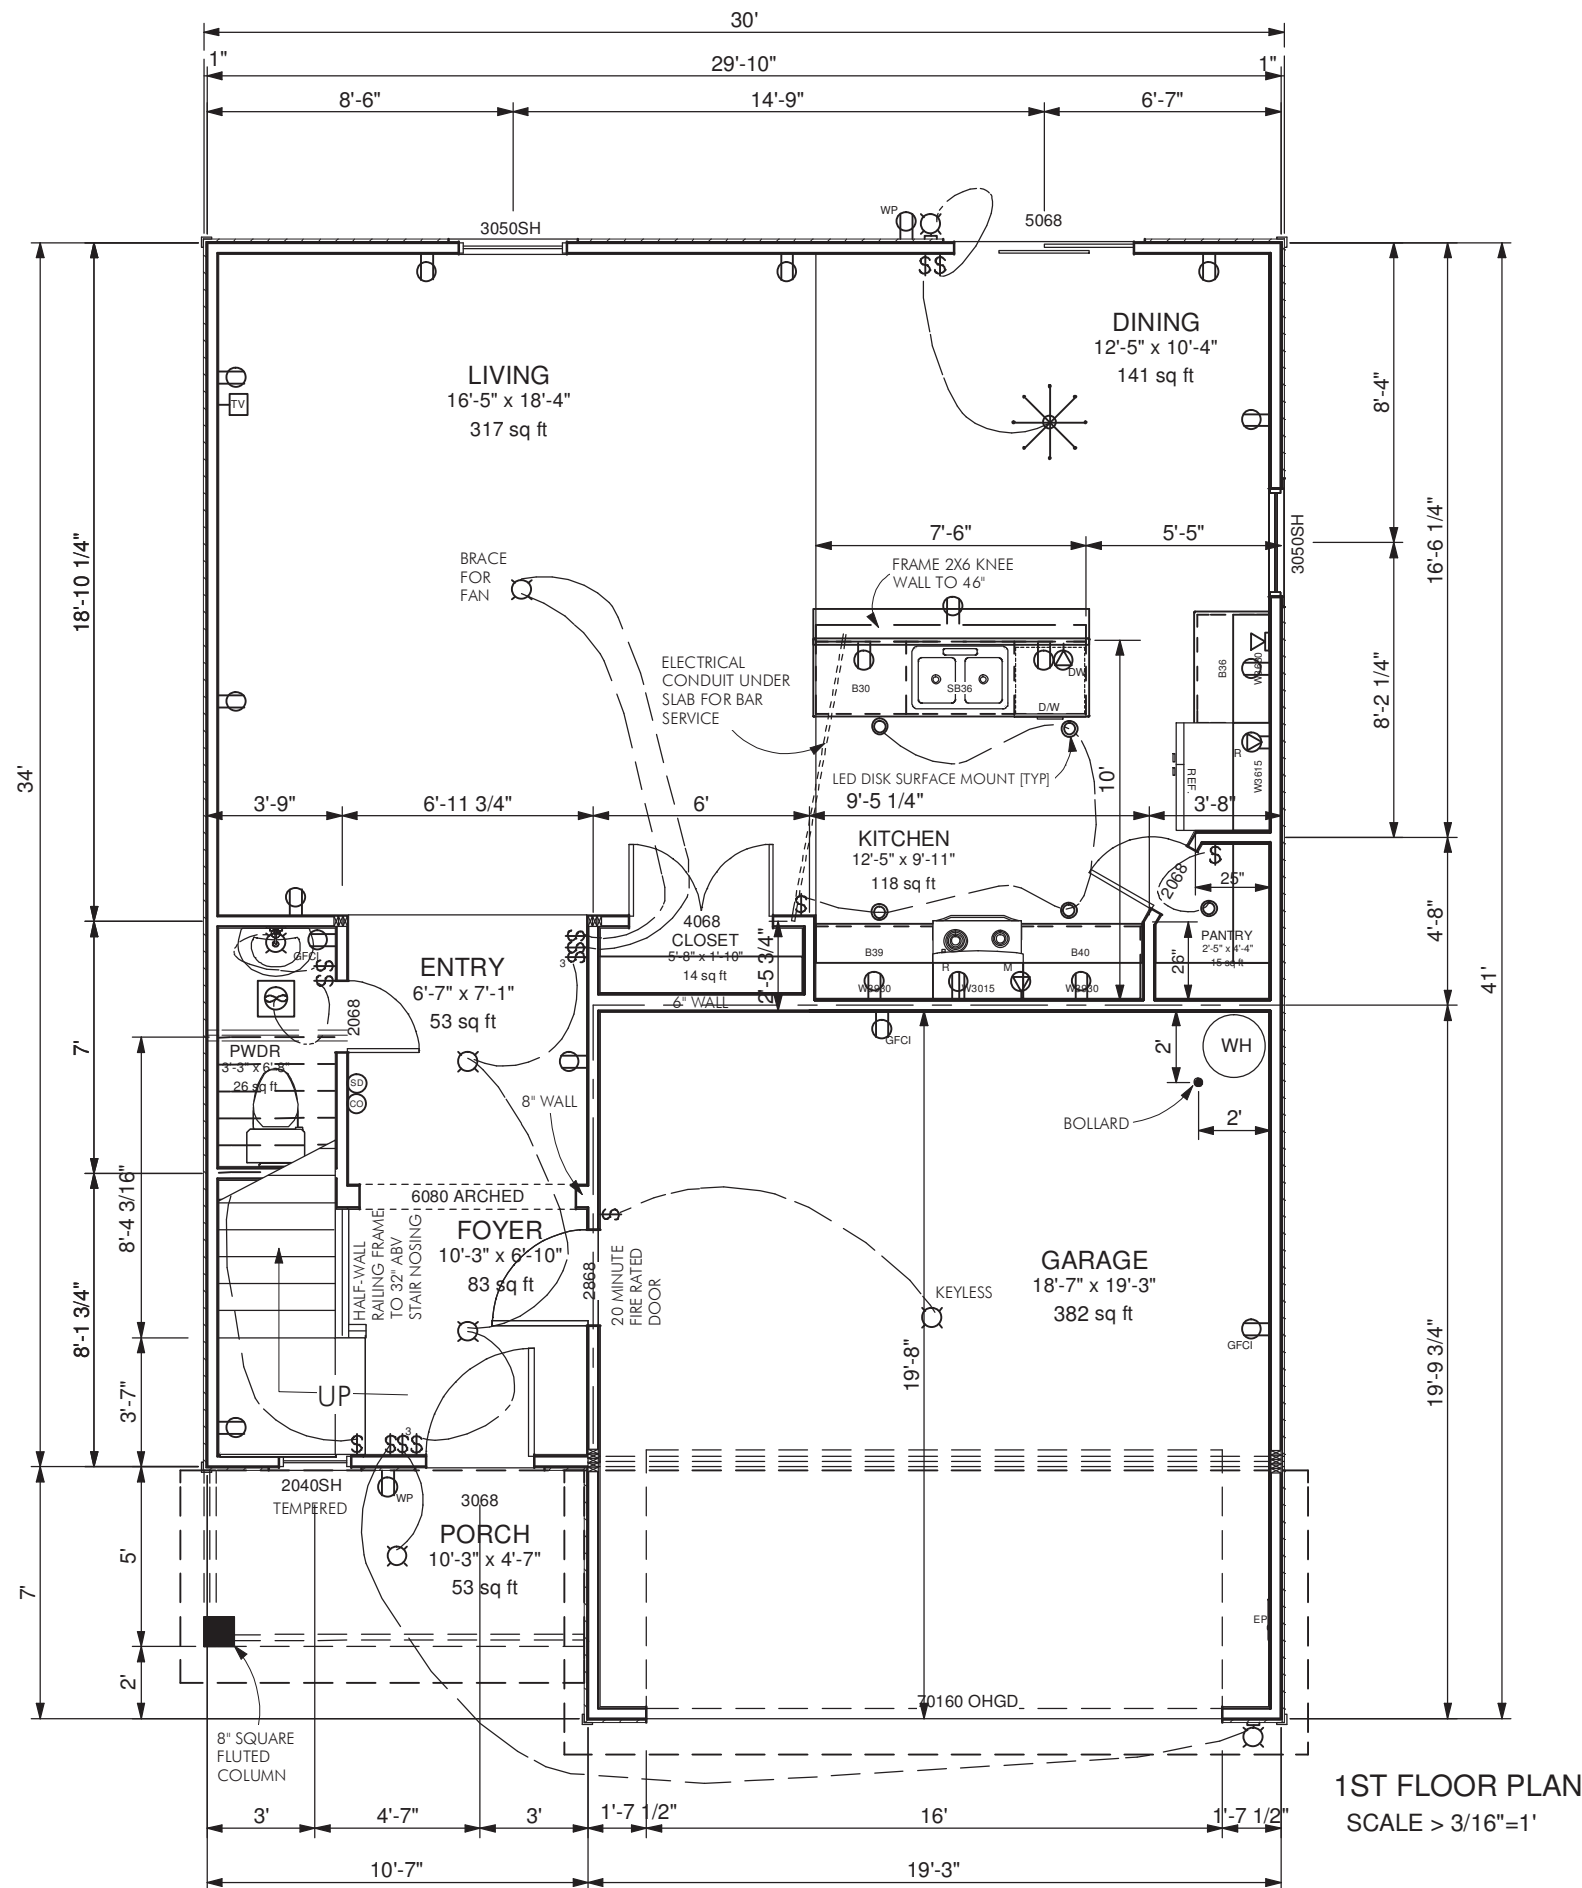 30'
1"
29'-10"
1"
8'-6"
14'-9"
6'-7"
3050SH
WP
5068
$$
DINING
12'-5" x 10'-4"
141 sq ft
LIVING
16'-5" x 18'-4"
317 sq ft
TV
8'-4"
16'-6 1/4"
18'-10 1/4"
7'-6"
5'-5"
3050SH
BRACE
FOR
FAN
FRAME 2X6 KNEE
WALL TO 46"
ELECTRICAL
CONDUIT UNDER
SLAB FOR BAR
SERVICE
B30
SB36
DW
D/W
B36
8'-2 1/4"
R
REF.
W3615
LED DISK SURFACE MOUNT [TYP]
10'
34'
41'
3'-9"
6'-11 3/4"
6'
9'-5 1/4"
3'-8"
KITCHEN
12'-5" x 9'-11"
118 sq ft
$
2068
25"
4'-8"
$
4068
CLOSET
5'-8" x 1'-10"
14 sq ft
6" WALL
2'-5 3/4"
B39
B40
R
M
W3930
W3015
W3930
26"
PANTRY
2'-5" x 4'-4"
15 sq ft
GFCI
$$
3
$$$
ENTRY
6'-7" x 7'-1"
53 sq ft
2068
7'
PWDR
3'-3" x 6'-8"
26 sq ft
SD
CO
8" WALL
GFCI
2'
WH
BOLLARD
2'
8'-4 3/16"
6080 ARCHED
$
FOYER
10'-3" x 6'-10"
83 sq ft
HALF-WALL
RAILING FRAME
TO 32" ABV
STAIR NOSING
2868
20 MINUTE
FIRE RATED
DOOR
GARAGE
18'-7" x 19'-3"
382 sq ft
KEYLESS
GFCI
19'-8"
19'-9 3/4"
8'-1 3/4"
3'-7"
UP
$
$$$
3
2040SH
TEMPERED
WP
3068
PORCH
10'-3" x 4'-7"
53 sq ft
5'
7'
2'
EP
70160 OHGD
8" SQUARE
FLUTED
COLUMN
3'
4'-7"
3'
1'-7 1/2"
16'
1'-7 1/2"
10'-7"
19'-3"
1ST FLOOR PLAN
SCALE > 3/16"=1'